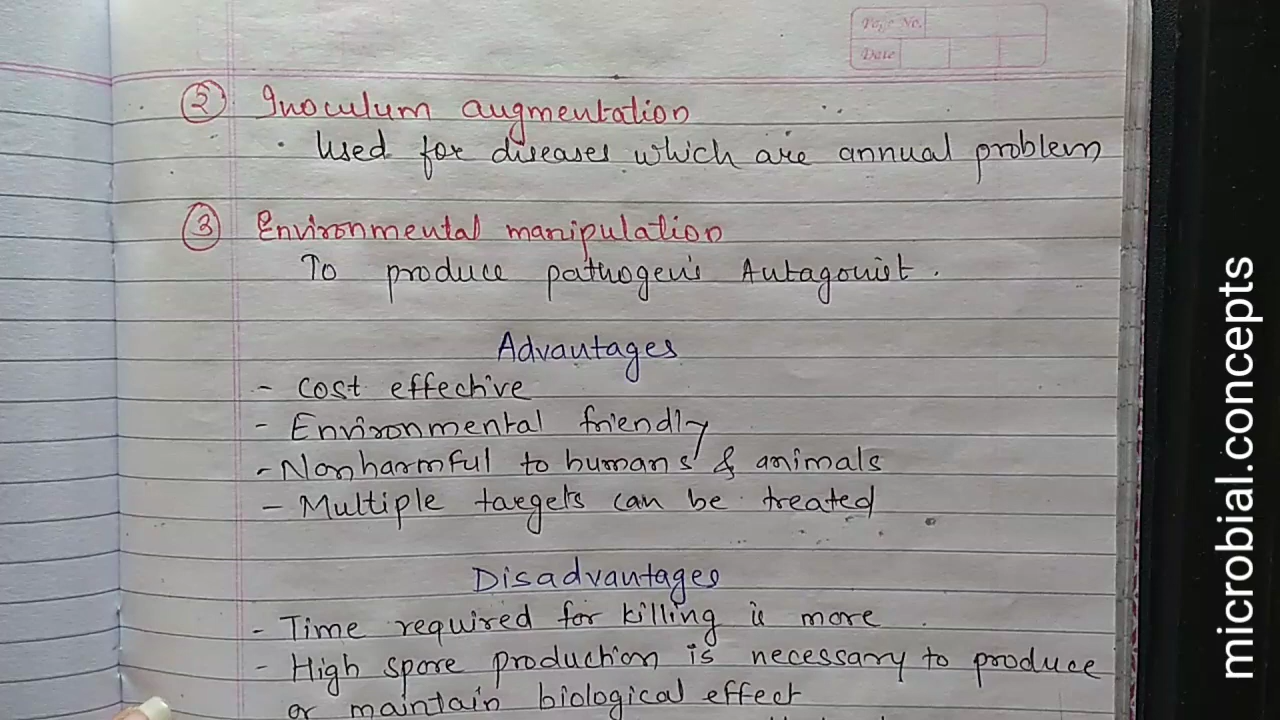 Page No.
Date
② Inoculum augmentation
· Used for diseases which are annual problem
③ Environmental manipulation
To produce pathogen's Antagonist.
Advantages
- Cost effective
- Environmental friendly
- Nonharmful to humans & animals
- Multiple targets can be treated
Disadvantages
- Time required for killing is more.
- High spore production is necessary to produce
or maintain biological effect
microbial.concepts